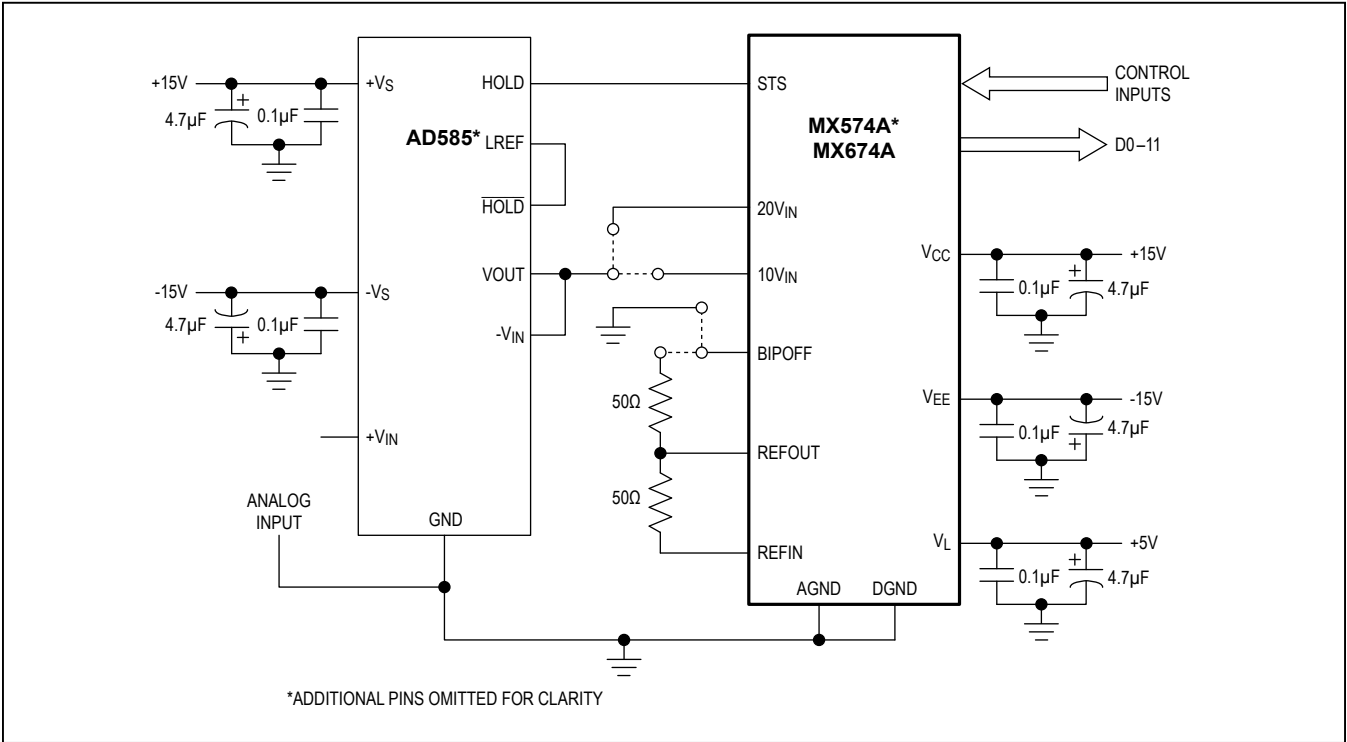 +15V
4.7µF
+
0.1µF
+VS
HOLD
AD585*
LREF
HOLD
-15V
4.7µF
+
0.1µF
-VS
VOUT
-VIN
+VIN
ANALOG
INPUT
GND
STS
MX574A*
MX674A
20VIN
10VIN
BIPOFF
50Ω
REFOUT
50Ω
REFIN
AGND
DGND
CONTROL
INPUTS
D0–11
VCC
+15V
0.1µF
+
4.7µF
VEE
-15V
0.1µF
+
4.7µF
VL
+5V
0.1µF
+
4.7µF
*ADDITIONAL PINS OMITTED FOR CLARITY